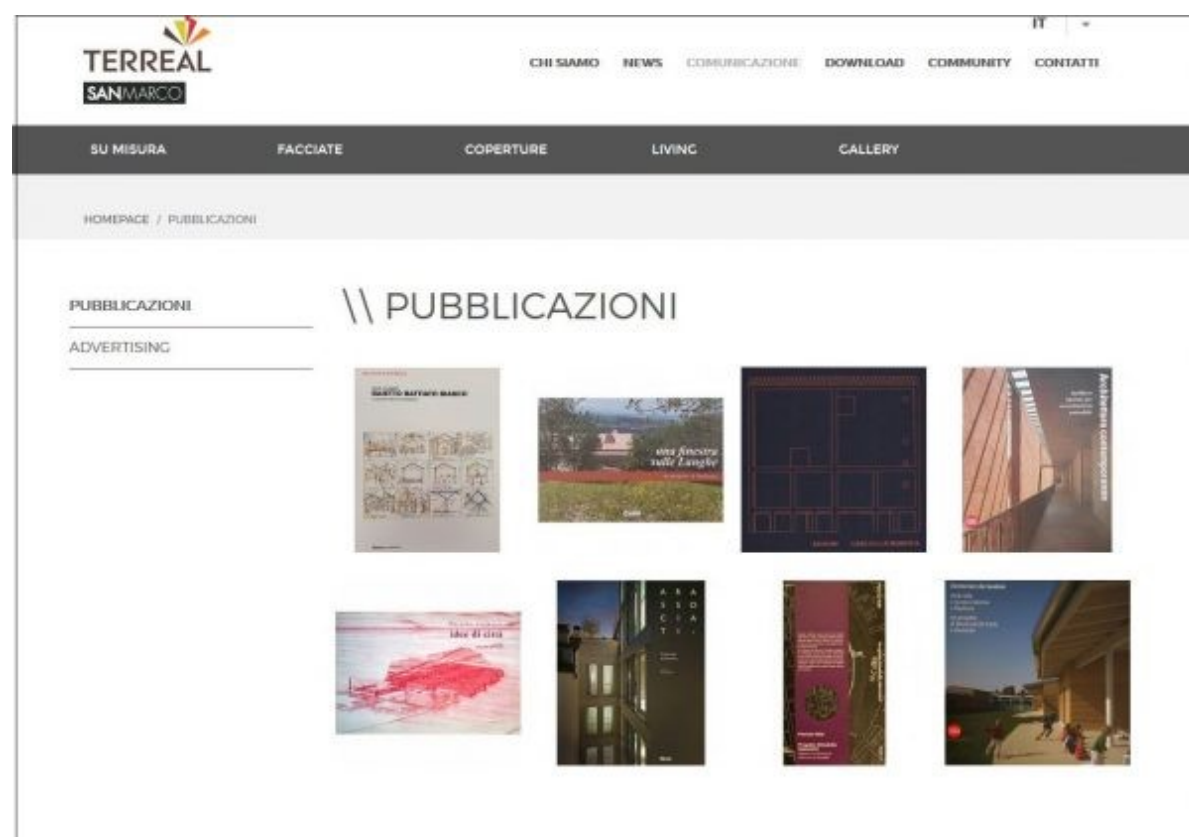 IT
TERREAL
SANMARCO
CHI SIAMO NEWS COMUNICAZIONE DOWNLOAD COMMUNITY CONTATTI
SU MISURA FACCIATE COPERTURE LIVING GALLERY
HOMEPAGE / PUBBLICAZIONI
PUBBLICAZIONI
ADVERTISING
\\ PUBBLICAZIONI
una finestra
sulle Langhe
Architettura contemporanea
idee di città